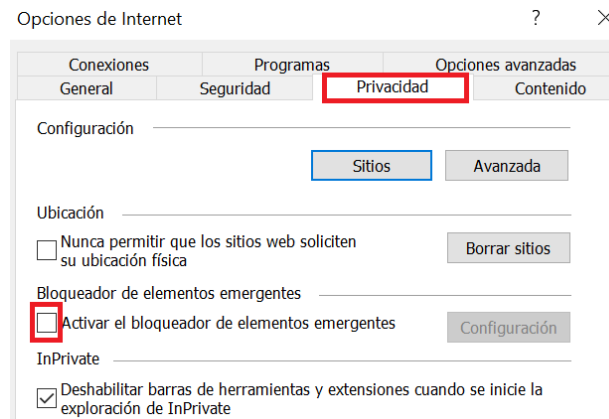 Opciones de Internet ? X
Conexiones Programas Opciones avanzadas
General Seguridad Privacidad Contenido
Configuración
Sitios Avanzada
Ubicación
Nunca permitir que los sitios web soliciten
su ubicación física
Borrar sitios
Bloqueador de elementos emergentes
Activar el bloqueador de elementos emergentes Configuración
InPrivate
Deshabilitar barras de herramientas y extensiones cuando se inicie la
exploración de InPrivate